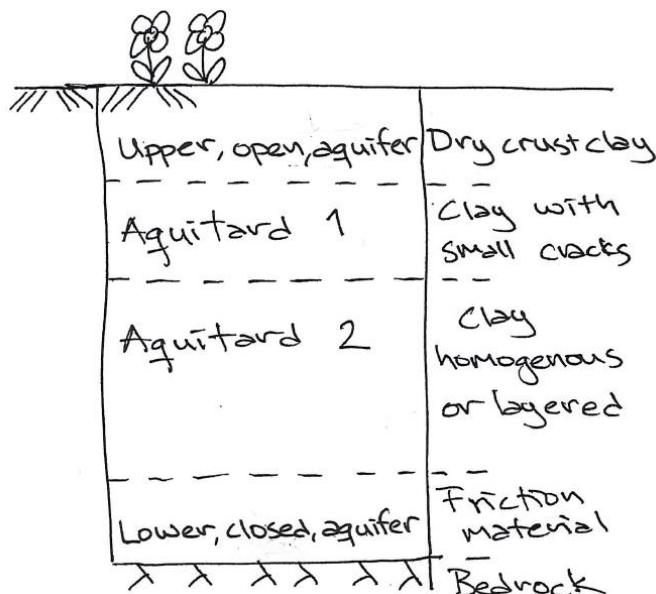 Upper, open, aquifer
Dry crust clay
Aquitard 1
Clay with
small cracks
Aquitard 2
Clay
homogenous
or layered
Lower, closed, aquifer
Friction
material
Bedrock